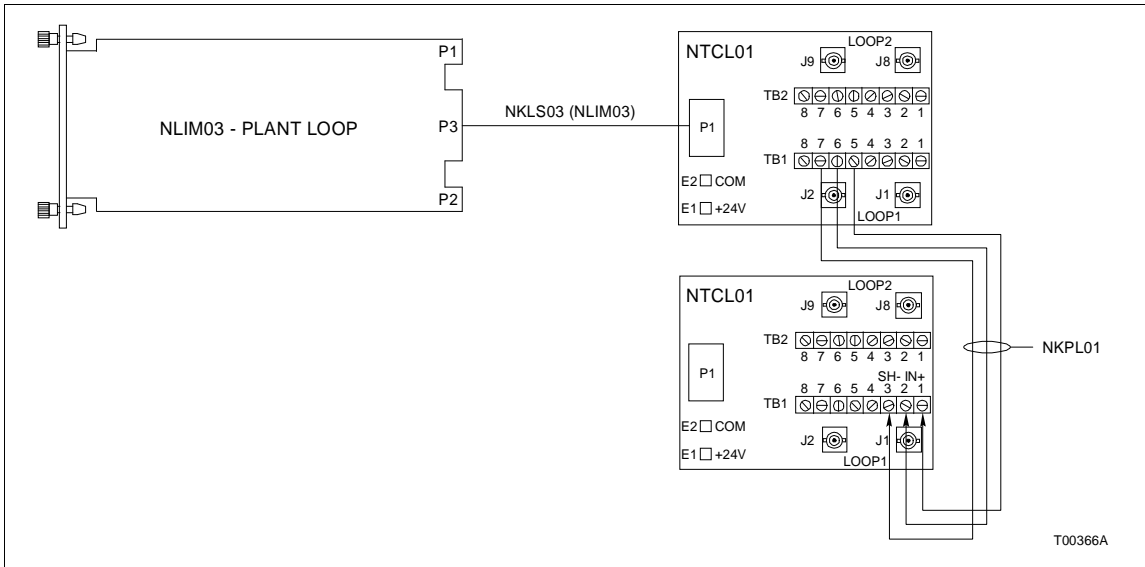 P1
NLIM03 - PLANT LOOP
P3
P2
NKLS03 (NLIM03)
NTCL01
LOOP2
J9 J8
TB2
8 7 6 5 4 3 2 1
P1
8 7 6 5 4 3 2 1
TB1
E2 COM
J2 J1
E1 +24V
LOOP1
NTCL01
LOOP2
J9 J8
TB2
8 7 6 5 4 3 2 1
P1
SH- IN+
8 7 6 5 4 3 2 1
TB1
E2 COM
J2 J1
E1 +24V
LOOP1
NKPL01
T00366A